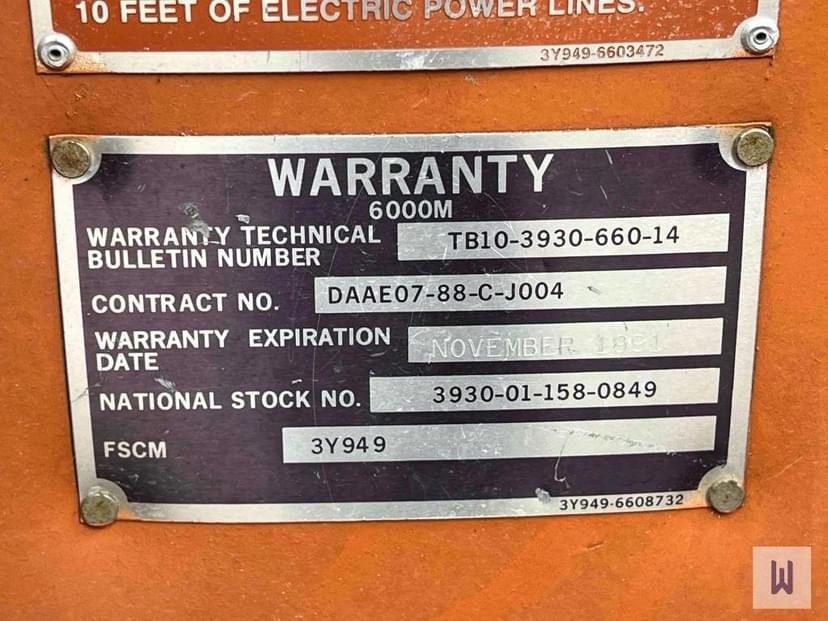 10 FEET OF ELECTRIC POWER LINES.
3Y949-6603472
WARRANTY
6000M
WARRANTY TECHNICAL BULLETIN NUMBER TB10-3930-660-14
CONTRACT NO. DAAE07-88-C-J004
WARRANTY EXPIRATION DATE NOVEMBER
NATIONAL STOCK NO. 3930-01-158-0849
FSCM 3Y949
3Y949-6608732
W